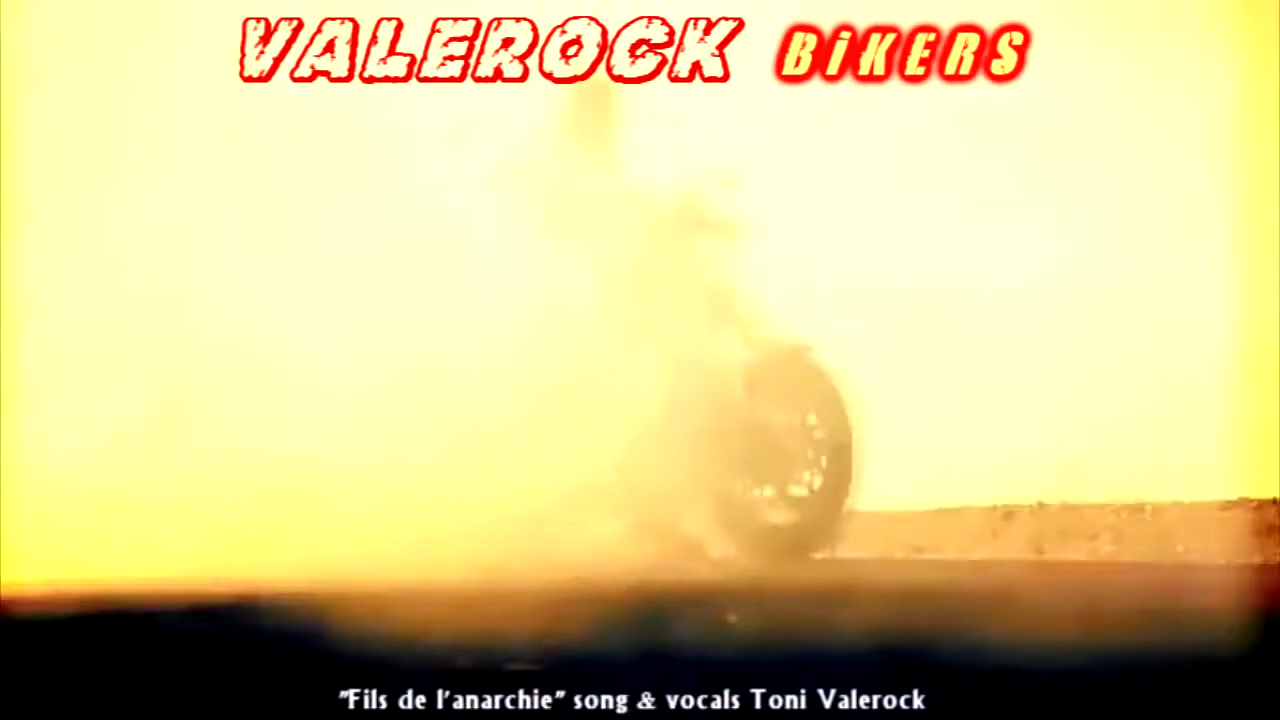 VALEROCK BiKERS
"Fils de l'anarchie" song & vocals Toni Valerock